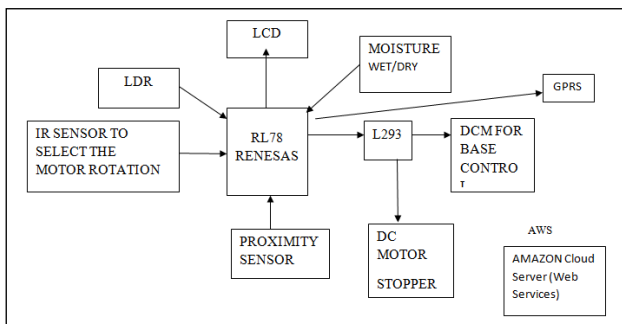 LCD
MOISTURE
WET/DRY
LDR
GPRS
IR SENSOR TO
SELECT THE
MOTOR ROTATION
RL78
RENESAS
L293
DCM FOR
BASE
CONTRO
T
PROXIMITY
SENSOR
DC
MOTOR
STOPPER
AWS
AMAZON Cloud
Server (Web
Services)